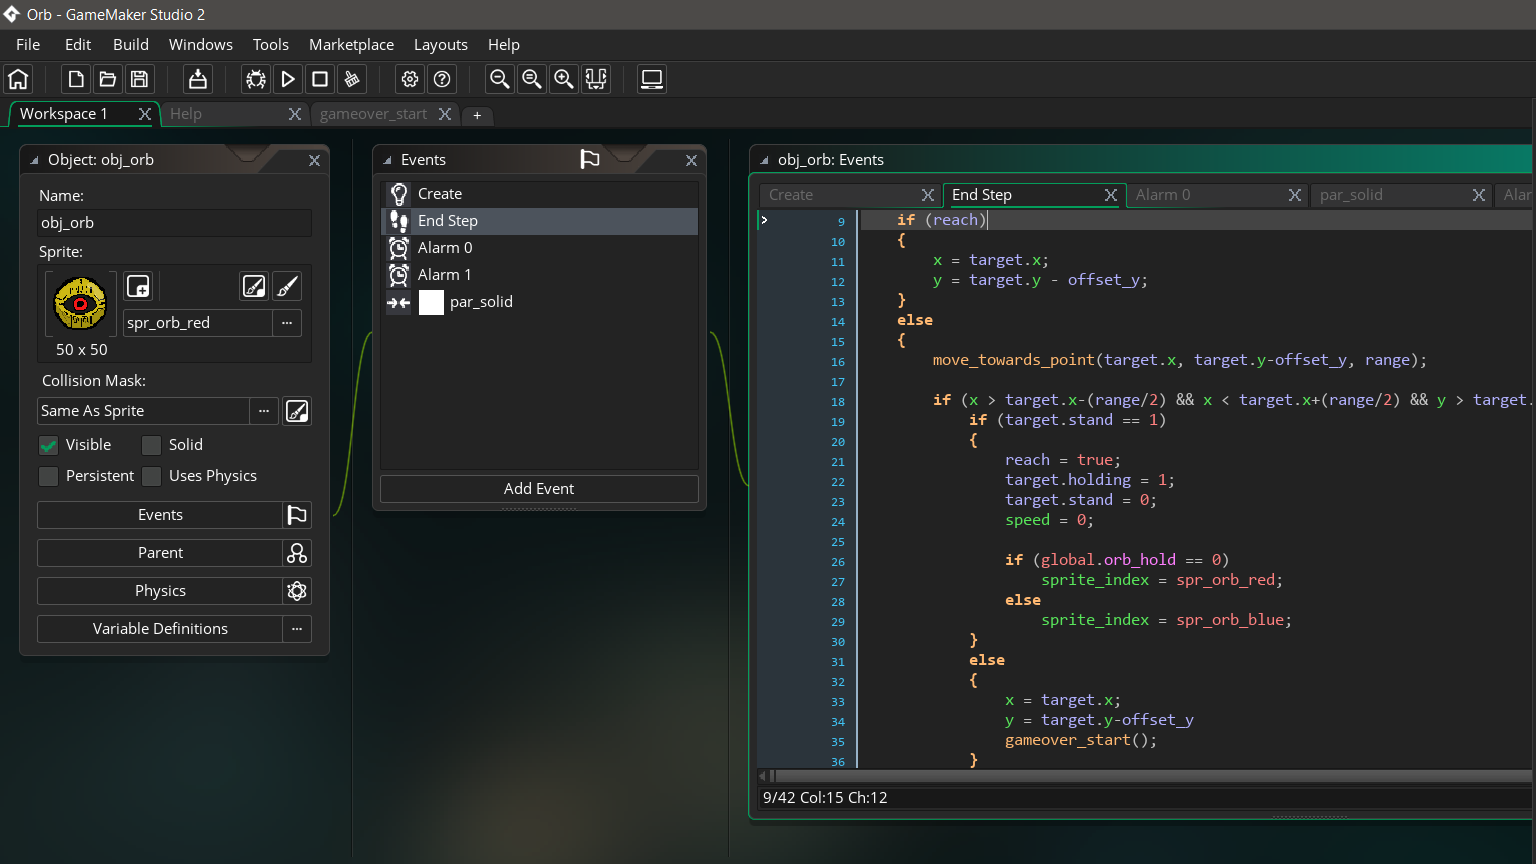 Orb - GameMaker Studio 2
File Edit Build Windows Tools Marketplace Layouts Help
Workspace 1 Help gameover_start +
Object: obj_orb
Name:
obj_orb
Sprite:
spr_orb_red ...
50 x 50
Collision Mask:
Same As Sprite ...
Visible Solid
Persistent Uses Physics
Events
Parent
Physics
Variable Definitions ...
Events
Create
End Step
Alarm 0
Alarm 1
par_solid
Add Event
obj_orb: Events
Create End Step Alarm 0 par_solid Alar
9 if (reach)
10 {
11 x = target.x;
12 y = target.y - offset_y;
13 }
14 else
15 {
16 move_towards_point(target.x, target.y-offset_y, range);
17
18 if (x > target.x-(range/2) && x < target.x+(range/2) && y > target.
19 if (target.stand == 1)
20 {
21 reach = true;
22 target.holding = 1;
23 target.stand = 0;
24 speed = 0;
25
26 if (global.orb_hold == 0)
27 sprite_index = spr_orb_red;
28 else
29 sprite_index = spr_orb_blue;
30 }
31 else
32 {
33 x = target.x;
34 y = target.y-offset_y
35 gameover_start();
36 }
9/42 Col:15 Ch:12